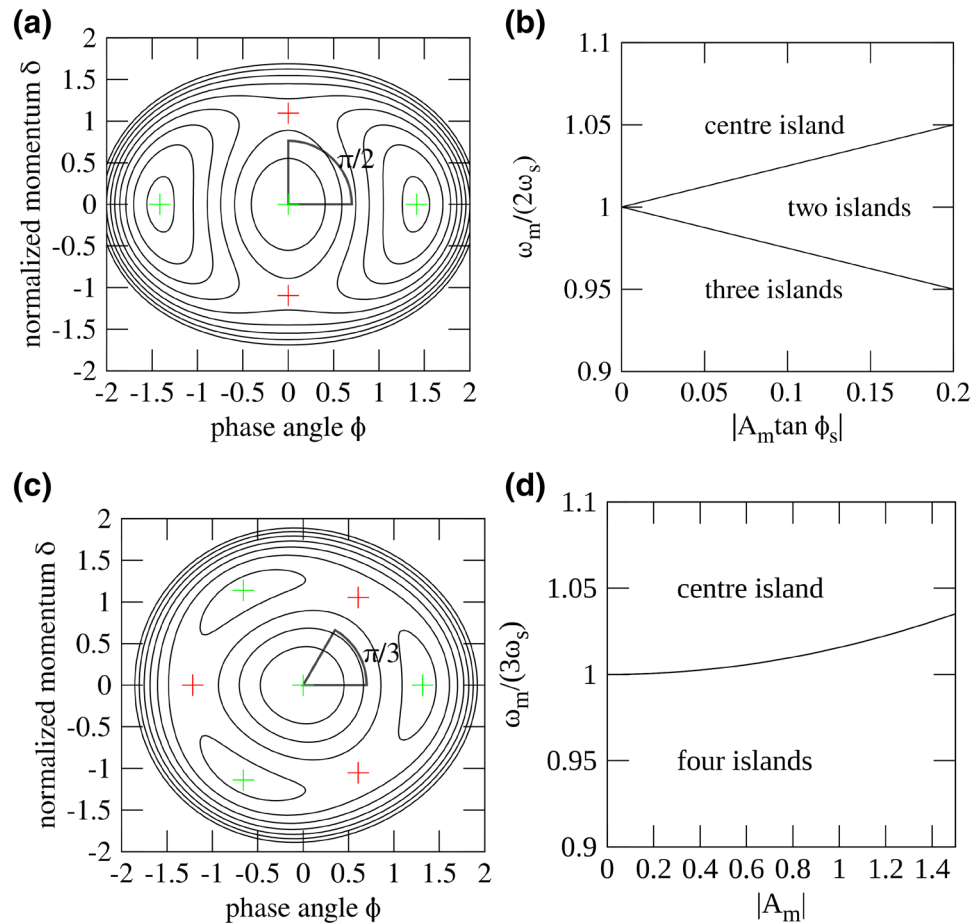 (a)
normalized momentum δ
2
1.5
1
0.5
0
-0.5
-1
-1.5
-2
π/2
-2 -1.5 -1 -0.5 0 0.5 1 1.5 2
phase angle ϕ
(b)
ωm/(2ωs)
1.1
1.05
1
0.95
0.9
centre island
two islands
three islands
0 0.05 0.1 0.15 0.2
|Am tan ϕs|
(c)
normalized momentum δ
2
1.5
1
0.5
0
-0.5
-1
-1.5
-2
π/3
-2 -1.5 -1 -0.5 0 0.5 1 1.5 2
phase angle ϕ
(d)
ωm/(3ωs)
1.1
1.05
1
0.95
0.9
centre island
four islands
0 0.2 0.4 0.6 0.8 1 1.2 1.4
|Am|